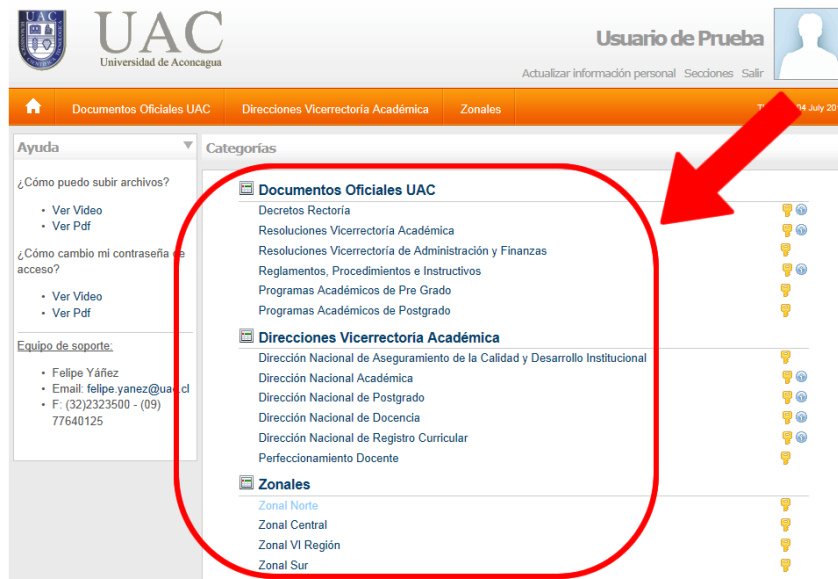 UAC
UAC
Universidad de Aconcagua
Usuario de Prueba
Actualizar información personal Secciones Salir
Documentos Oficiales UAC Direcciones Vicerrectoría Académica Zonales 04 July 20
Ayuda
Categorías
¿Cómo puedo subir archivos?
• Ver Video
• Ver Pdf
¿Cómo cambio mi contraseña de
acceso?
• Ver Video
• Ver Pdf
Equipo de soporte:
• Felipe Yáñez
• Email: felipe.yanez@uac.cl
• F: (32)2323500 - (09)
77640125
Documentos Oficiales UAC
Decretos Rectoría
Resoluciones Vicerrectoría Académica
Resoluciones Vicerrectoría de Administración y Finanzas
Reglamentos, Procedimientos e Instructivos
Programas Académicos de Pre Grado
Programas Académicos de Postgrado
Direcciones Vicerrectoría Académica
Dirección Nacional de Aseguramiento de la Calidad y Desarrollo Institucional
Dirección Nacional Académica
Dirección Nacional de Postgrado
Dirección Nacional de Docencia
Dirección Nacional de Registro Curricular
Perfeccionamiento Docente
Zonales
Zonal Norte
Zonal Central
Zonal VI Región
Zonal Sur